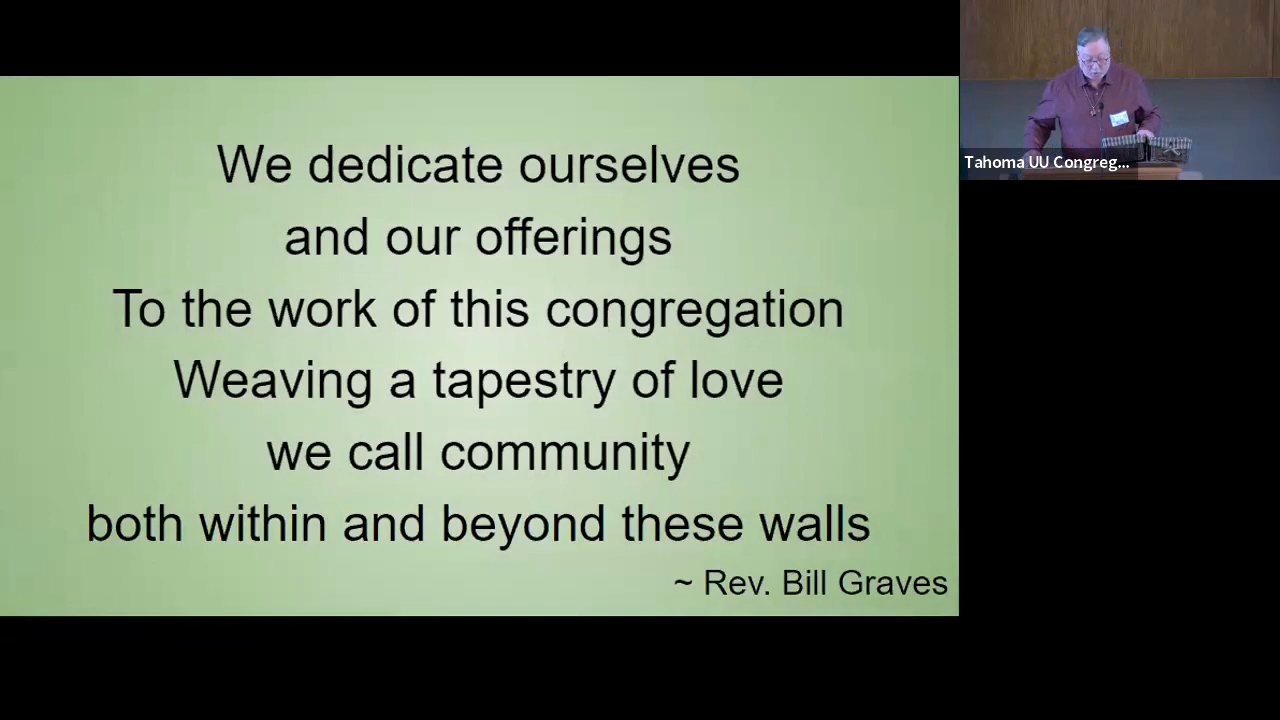 We dedicate ourselves
and our offerings
To the work of this congregation
Weaving a tapestry of love
we call community
both within and beyond these walls
~ Rev. Bill Graves
Tahoma UU Congreg...